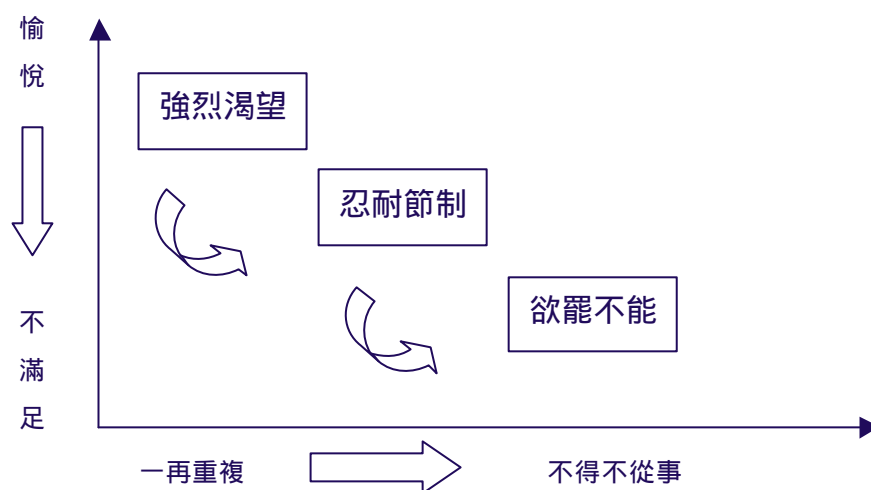 愉悅
強烈渴望
忍耐節制
欲罷不能
不滿足
一再重複
不得不從事